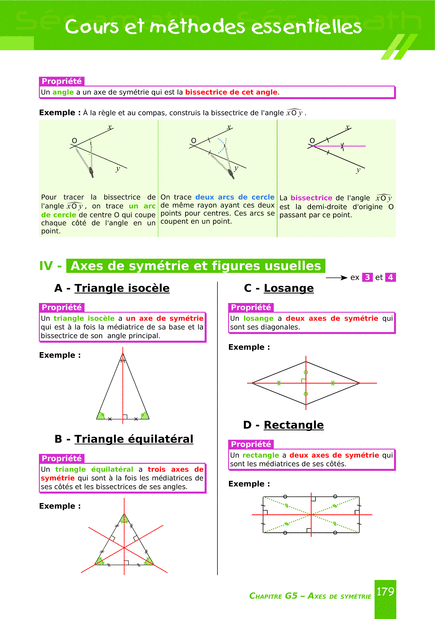 Cours et méthodes essentielles
Propriété
Un angle a un axe de symétrie qui est la bissectrice de cet angle.
Exemple : À la règle et au compas, construis la bissectrice de l'angle xOy .
x
O
y
x
O
y
x
O
y
Pour tracer la bissectrice de
l'angle xOy , on trace un arc
de cercle de centre O qui coupe
chaque côté de l'angle en un
point.
On trace deux arcs de cercle
de même rayon ayant ces deux
points pour centres. Ces arcs se
coupent en un point.
La bissectrice de l'angle xOy
est la demi-droite d'origine O
passant par ce point.
IV - Axes de symétrie et figures usuelles
ex 3 et 4
A - Triangle isocèle
Propriété
Un triangle isocèle a un axe de symétrie
qui est à la fois la médiatrice de sa base et la
bissectrice de son angle principal.
Exemple :
B - Triangle équilatéral
Propriété
Un triangle équilatéral a trois axes de
symétrie qui sont à la fois les médiatrices de
ses côtés et les bissectrices de ses angles.
Exemple :
C - Losange
Propriété
Un losange a deux axes de symétrie qui
sont ses diagonales.
Exemple :
D - Rectangle
Propriété
Un rectangle a deux axes de symétrie qui
sont les médiatrices de ses côtés.
Exemple :
CHAPITRE G5 – AXES DE SYMÉTRIE 179